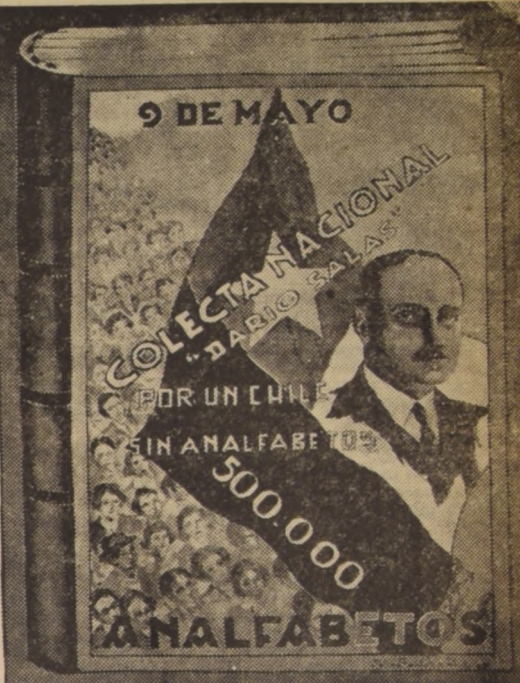 9 DE MAYO
COLECTA NACIONAL
"DARIO SALAS"
POR UN CHILE
SIN ANALFABETOS
500.000
ANALFABETOS